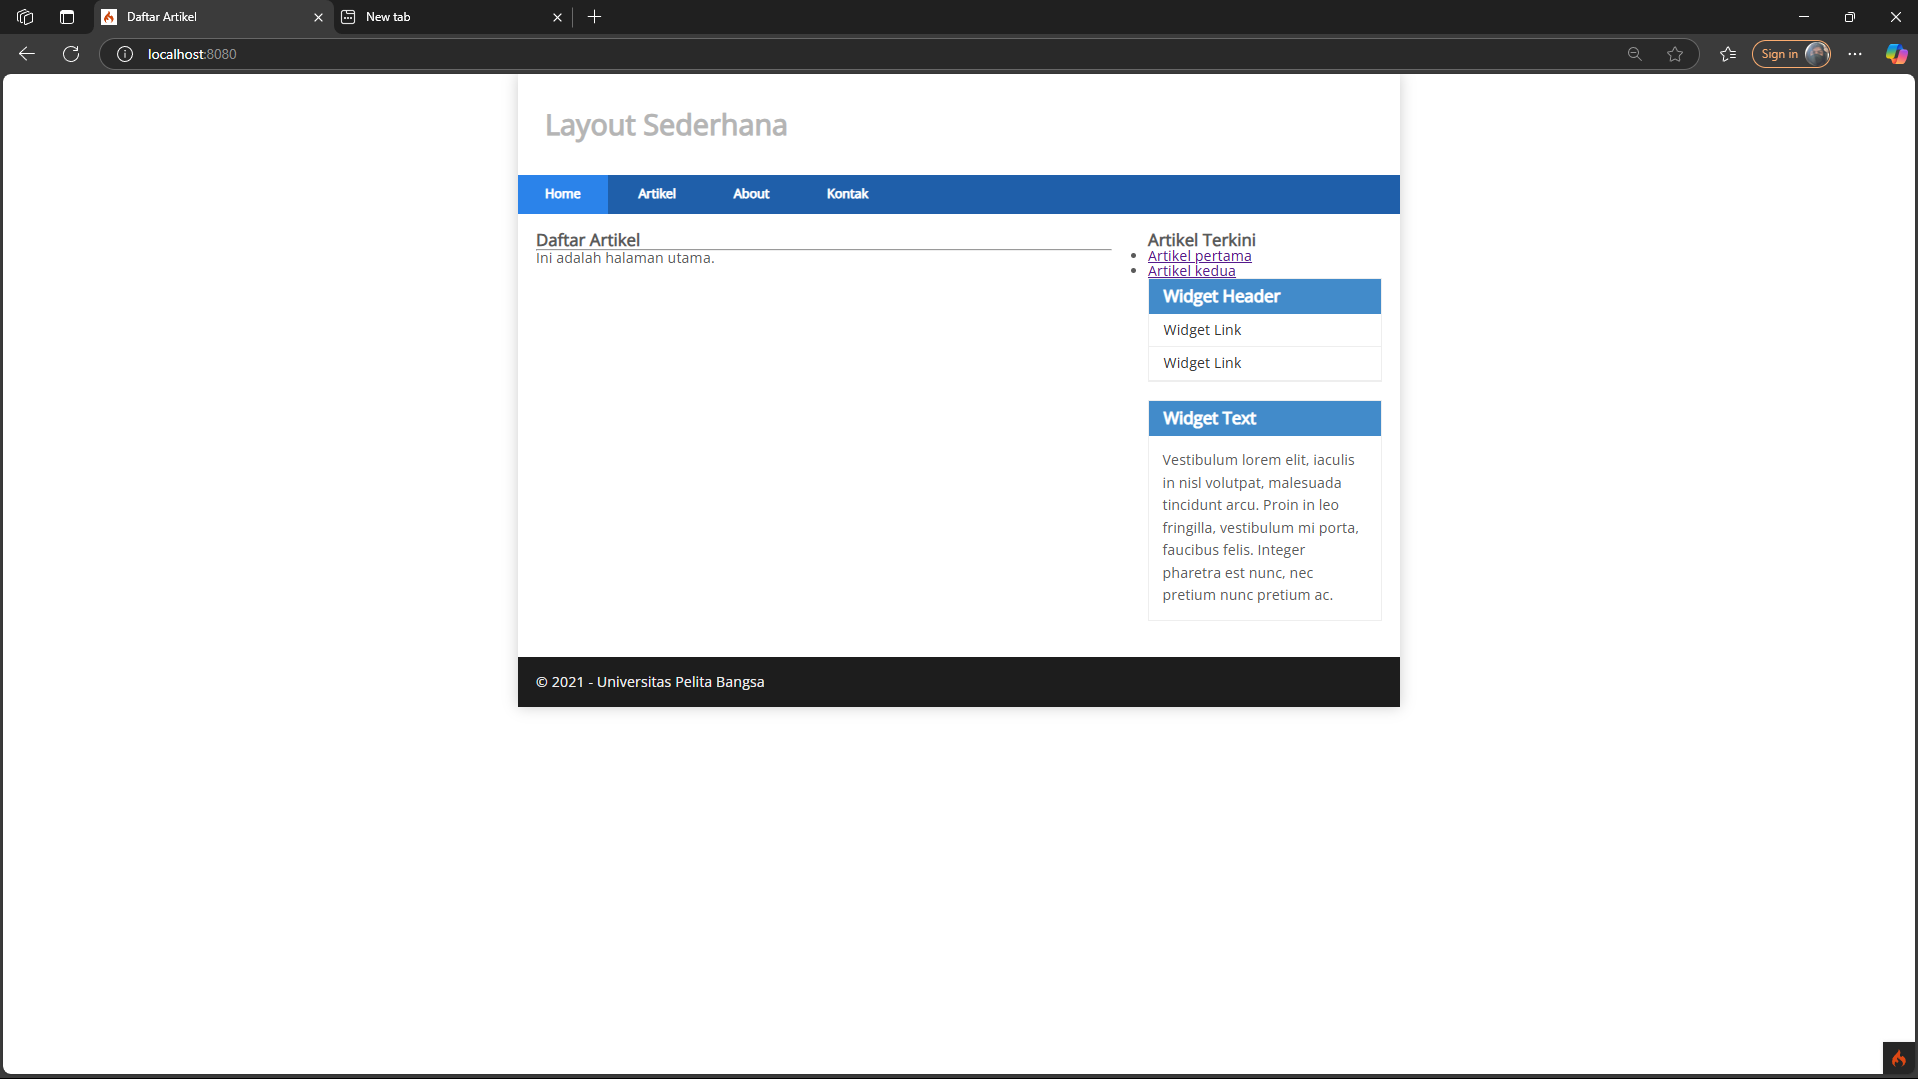 Daftar Artikel
New tab
localhost:8080
Sign in
Layout Sederhana
Home
Artikel
About
Kontak
Daftar Artikel
Ini adalah halaman utama.
Artikel Terkini
Artikel pertama
Artikel kedua
Widget Header
Widget Link
Widget Link
Widget Text
Vestibulum lorem elit, iaculis
in nisl volutpat, malesuada
tincidunt arcu. Proin in leo
fringilla, vestibulum mi porta,
faucibus felis. Integer
pharetra est nunc, nec
pretium nunc pretium ac.
© 2021 - Universitas Pelita Bangsa